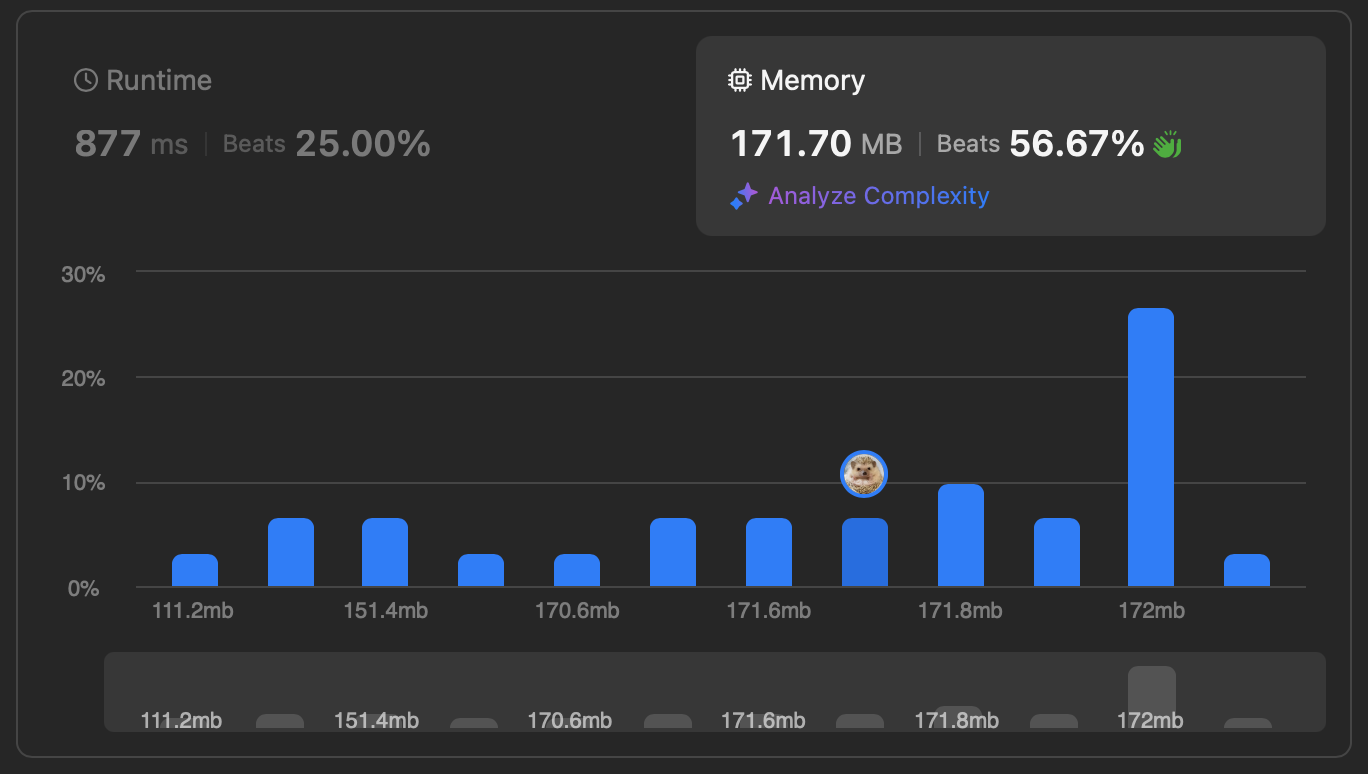 Runtime
877 ms | Beats 25.00%
Memory
171.70 MB | Beats 56.67%
Analyze Complexity
30%
20%
10%
0%
111.2mb 151.4mb 170.6mb 171.6mb 171.8mb 172mb
111.2mb 151.4mb 170.6mb 171.6mb 171.8mb 172mb